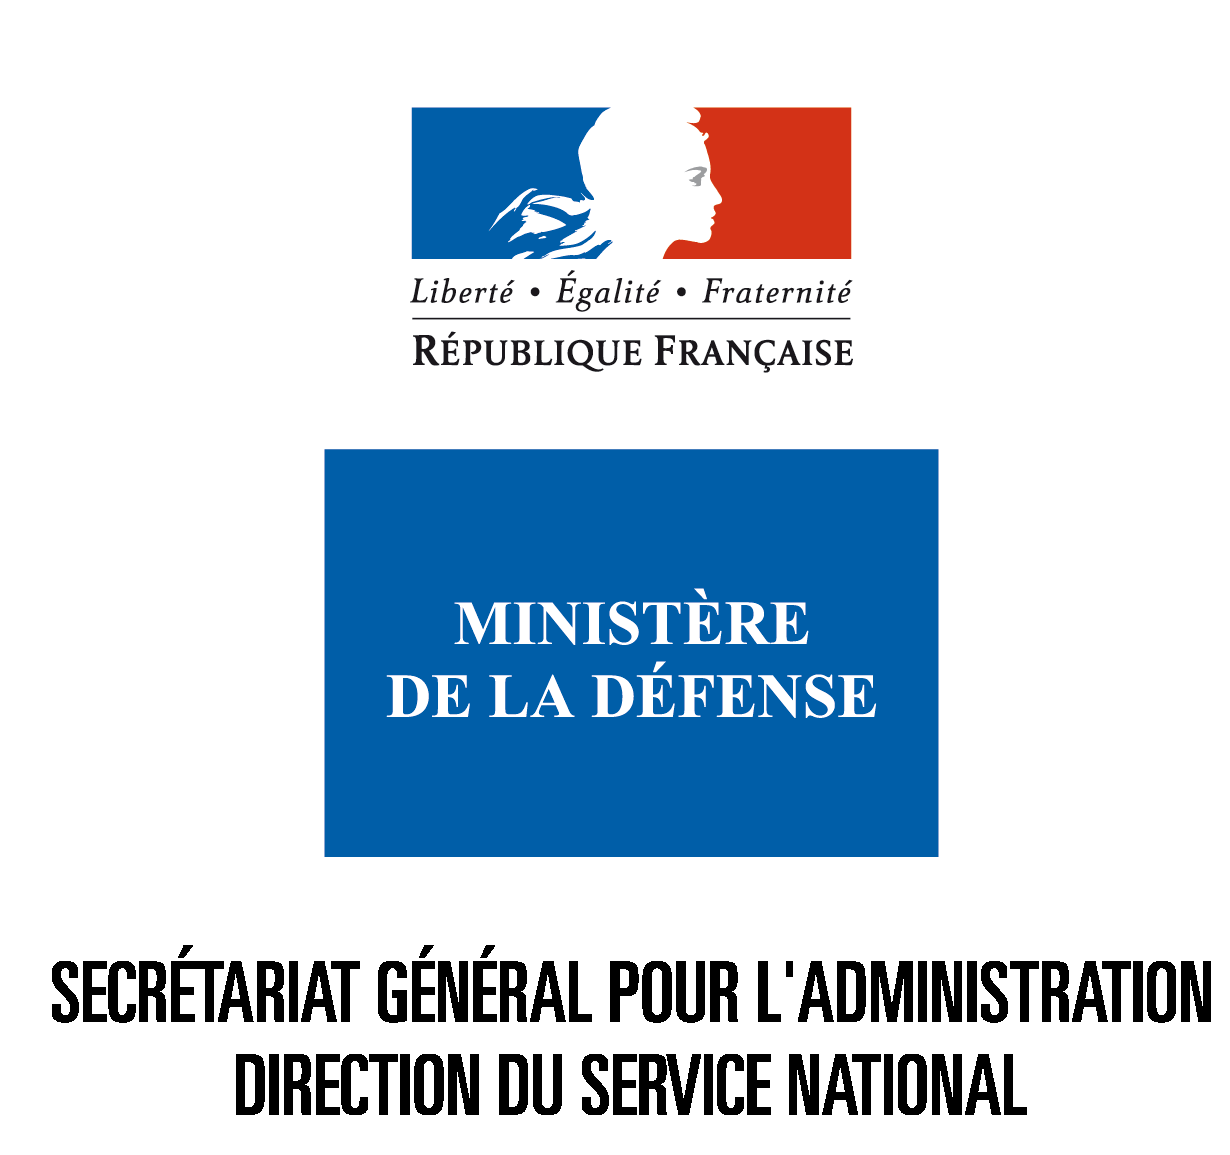 Liberté • Égalité • Fraternité
RÉPUBLIQUE FRANÇAISE
MINISTÈRE
DE LA DÉFENSE
SECRÉTARIAT GÉNÉRAL POUR L'ADMINISTRATION
DIRECTION DU SERVICE NATIONAL